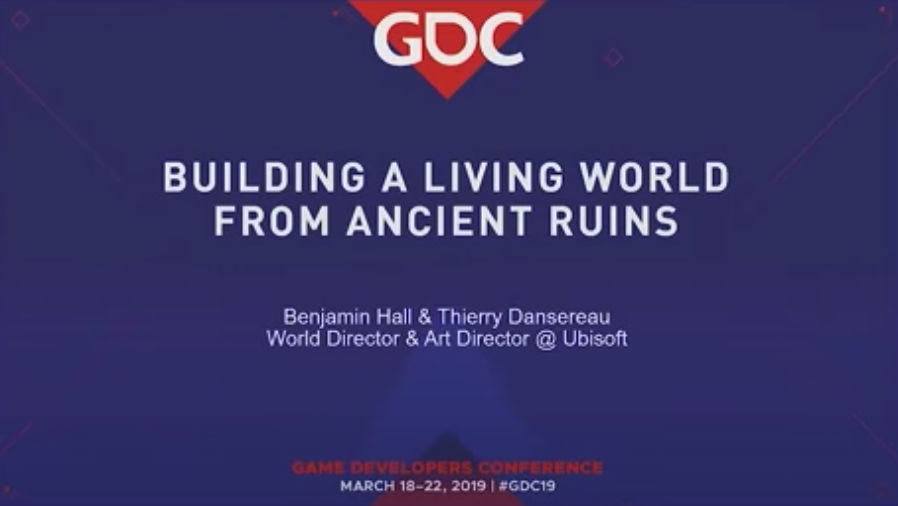 GDC
BUILDING A LIVING WORLD
FROM ANCIENT RUINS
Benjamin Hall & Thierry Dansereau
World Director & Art Director @ Ubisoft
GAME DEVELOPERS CONFERENCE
MARCH 18–22, 2019 | #GDC19